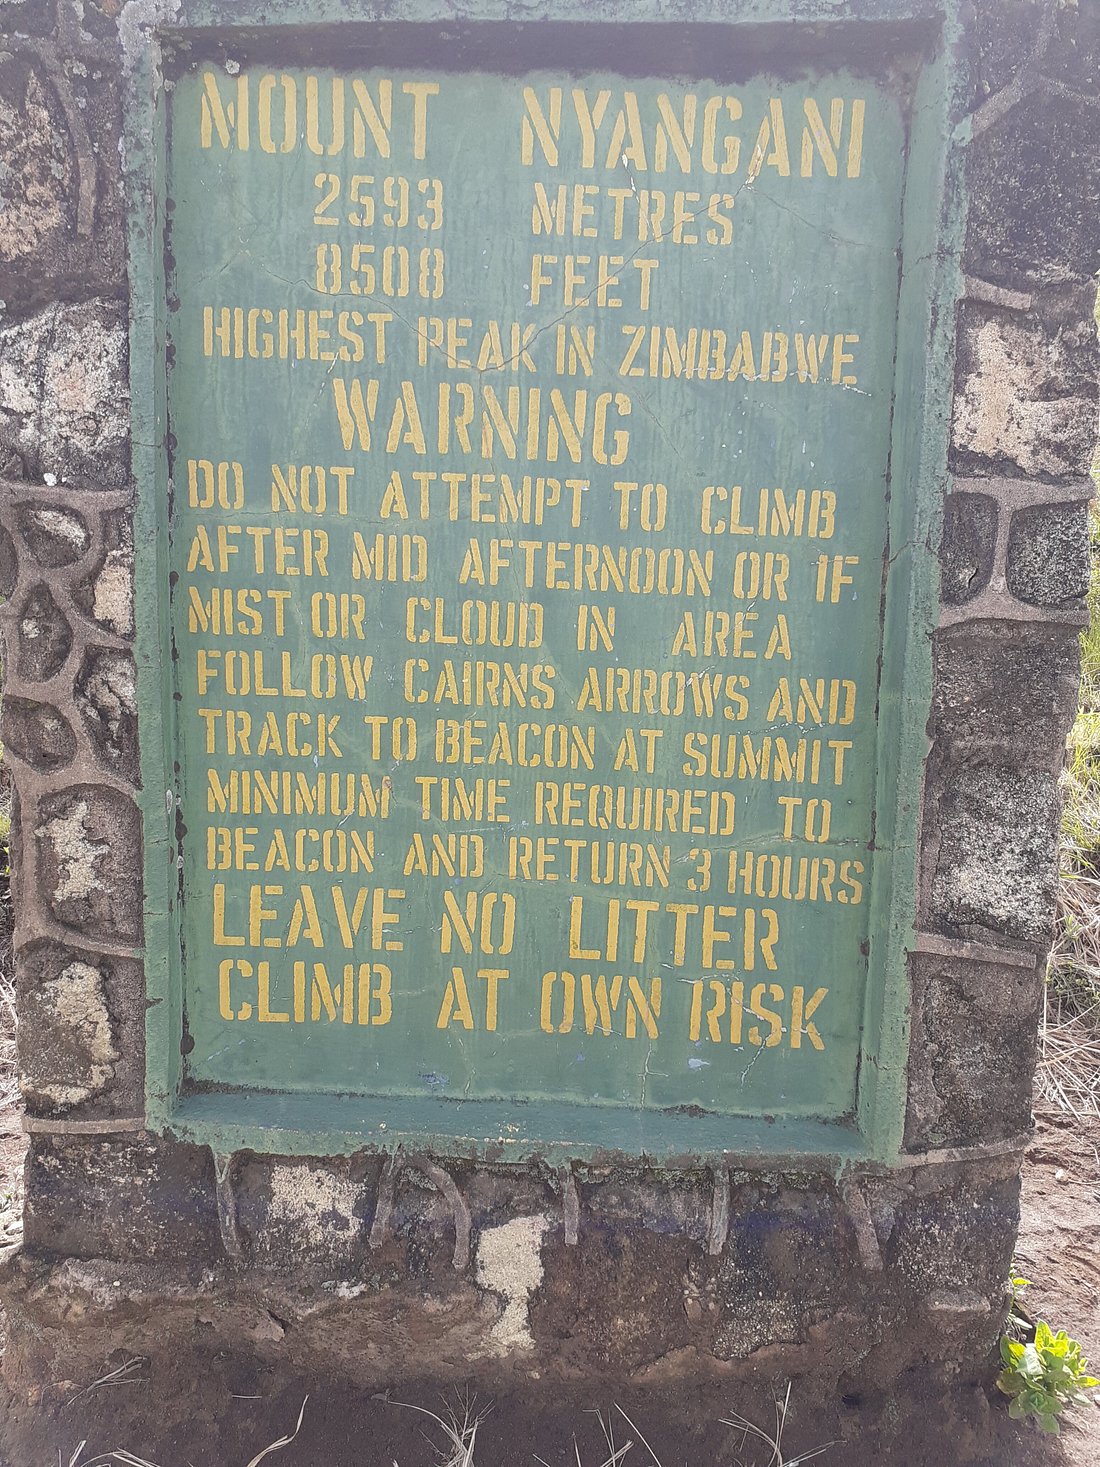 MOUNT NYANGANI
2593 METRES
8508 FEET
HIGHEST PEAK IN ZIMBABWE
WARNING
DO NOT ATTEMPT TO CLIMB
AFTER MID AFTERNOON OR IF
MIST OR CLOUD IN AREA
FOLLOW CAIRNS ARROWS AND
TRACK TO BEACON AT SUMMIT
MINIMUM TIME REQUIRED TO
BEACON AND RETURN 3 HOURS
LEAVE NO LITTER
CLIMB AT OWN RISK